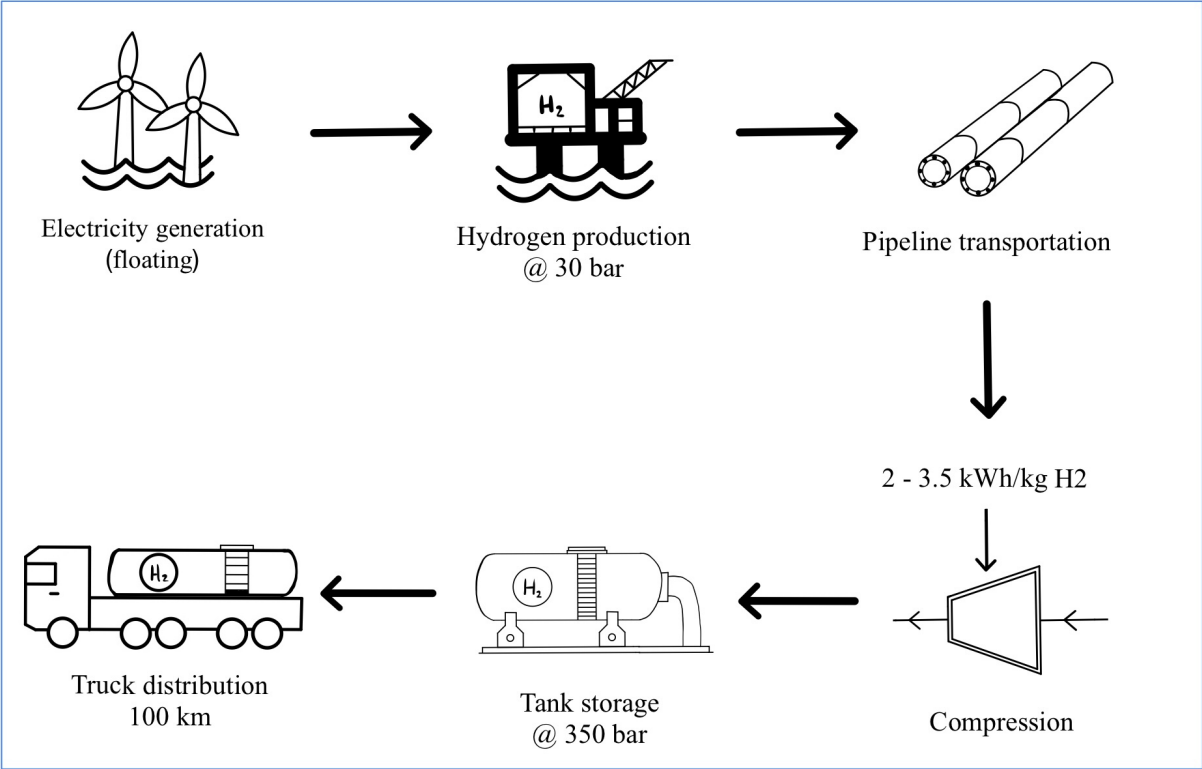 H₂
Electricity generation
(floating)
Hydrogen production
@ 30 bar
Pipeline transportation
2 - 3.5 kWh/kg H2
H₂
H₂
Truck distribution
100 km
Tank storage
@ 350 bar
Compression